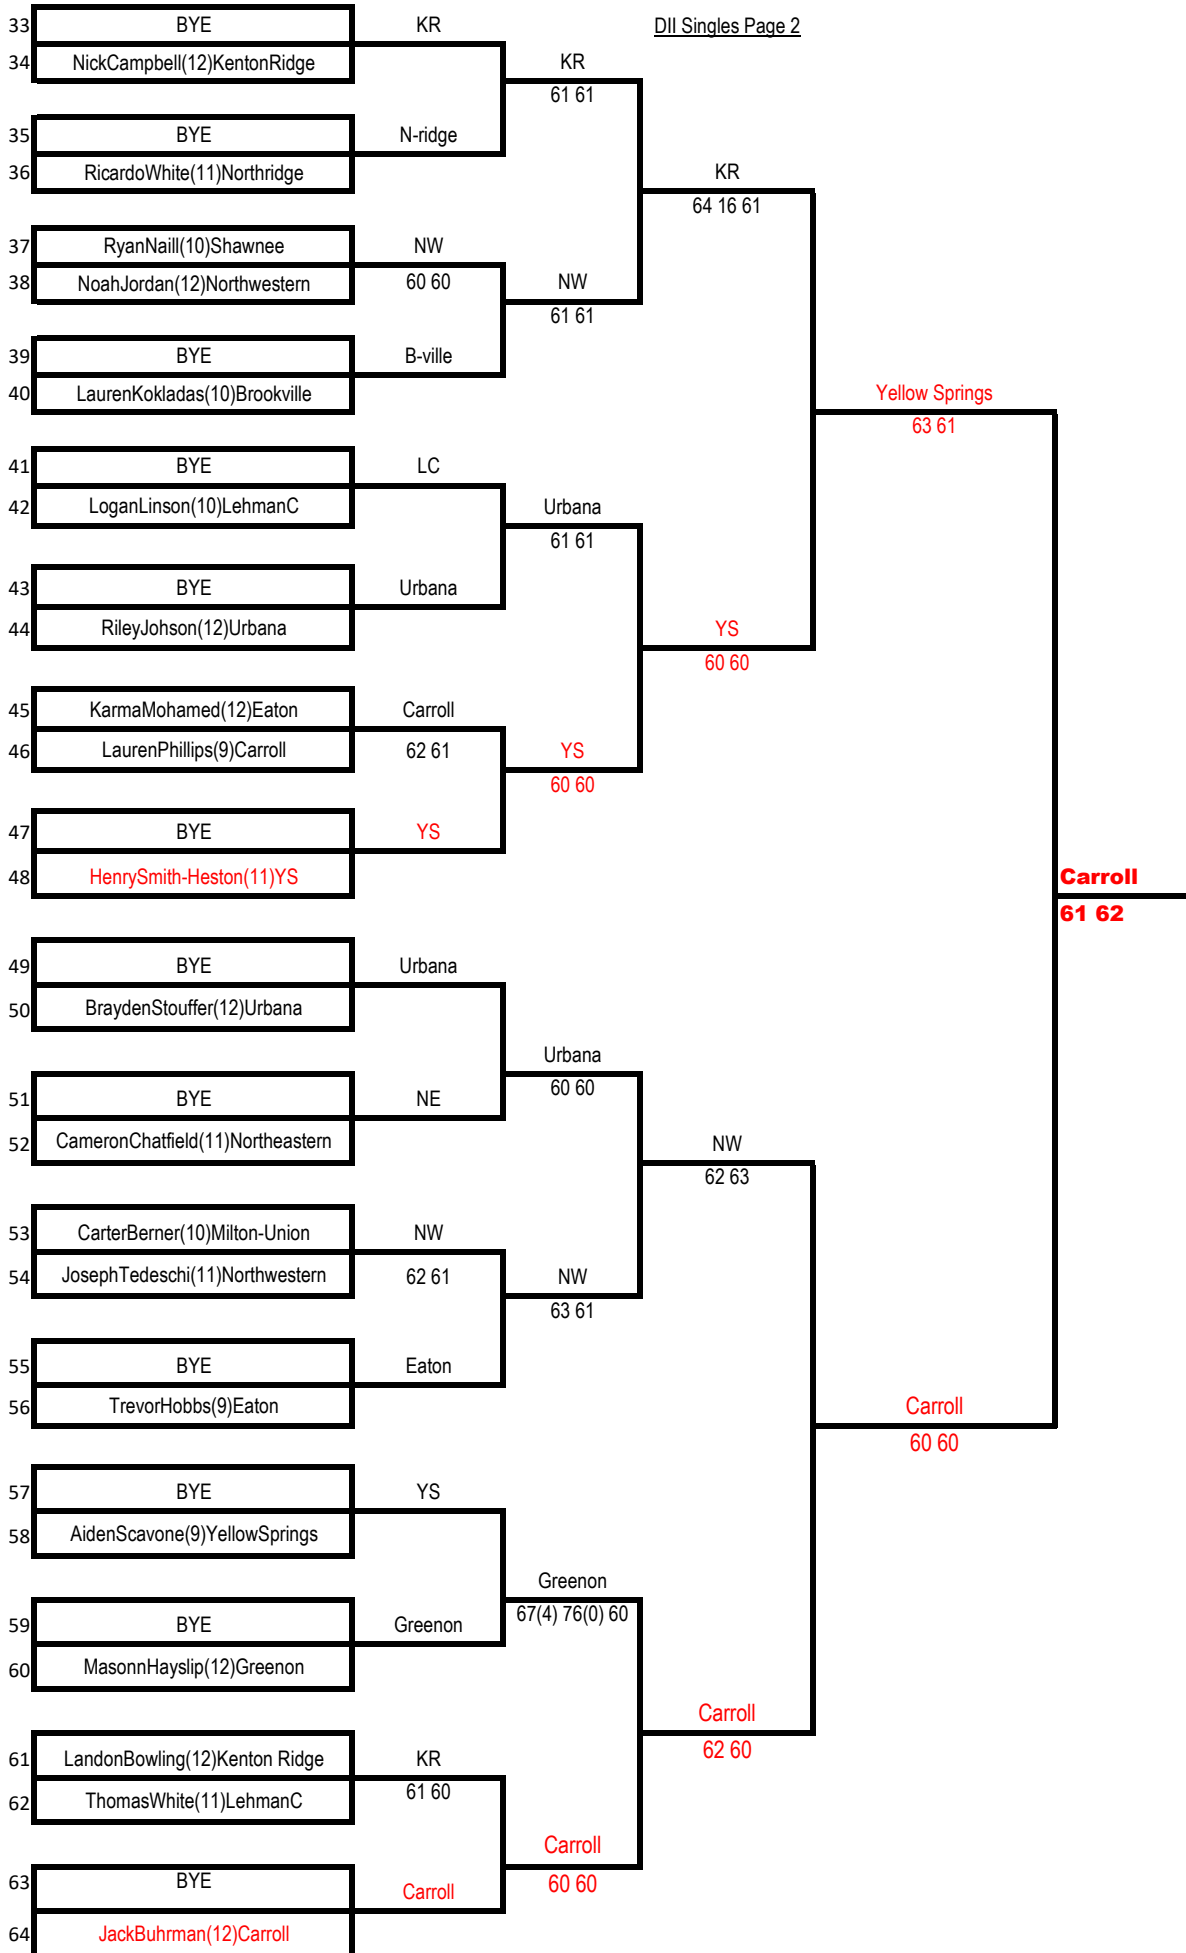 DII Singles Page 2
33 BYE KR
34 NickCampbell(12)KentonRidge KR
61 61
35 BYE N-ridge
36 RicardoWhite(11)Northridge KR
64 16 61
37 RyanNaill(10)Shawnee NW
38 NoahJordan(12)Northwestern 60 60 NW
61 61
39 BYE B-ville
40 LaurenKokladas(10)Brookville Yellow Springs
63 61
41 BYE LC
42 LoganLinson(10)LehmanC Urbana
61 61
43 BYE Urbana
44 RileyJohson(12)Urbana YS
60 60
45 KarmaMohamed(12)Eaton Carroll
46 LaurenPhillips(9)Carroll 62 61 YS
60 60
47 BYE YS
48 HenrySmith-Heston(11)YS Carroll
61 62
49 BYE Urbana
50 BraydenStouffer(12)Urbana
Urbana
60 60
51 BYE NE
52 CameronChatfield(11)Northeastern NW
62 63
53 CarterBerner(10)Milton-Union NW
54 JosephTedeschi(11)Northwestern 62 61 NW
63 61
55 BYE Eaton
56 TrevorHobbs(9)Eaton Carroll
60 60
57 BYE YS
58 AidenScavone(9)YellowSprings
Greenon
67(4) 76(0) 60
59 BYE Greenon
60 MasonnHayslip(12)Greenon
Carroll
62 60
61 LandonBowling(12)Kenton Ridge KR
62 ThomasWhite(11)LehmanC 61 60
Carroll
60 60
63 BYE Carroll
64 JackBuhrman(12)Carroll